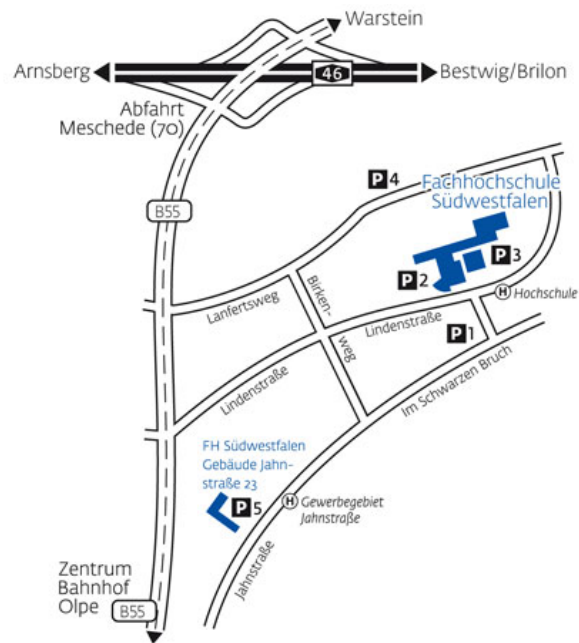 Warstein
Arnsberg
46
Bestwig/Brilon
Abfahrt
Meschede (70)
B55
P 4
Fachhochschule
Südwestfalen
P 3
P 2
H Hochschule
Lanfertsweg
Birken-
weg
Lindenstraße
P 1
Lindenstraße
Im Schwarzen Bruch
FH Südwestfalen
Gebäude Jahn-
straße 23
P 5
H Gewerbegebiet
Jahnstraße
Jahnstraße
Zentrum
Bahnhof
Olpe
B55